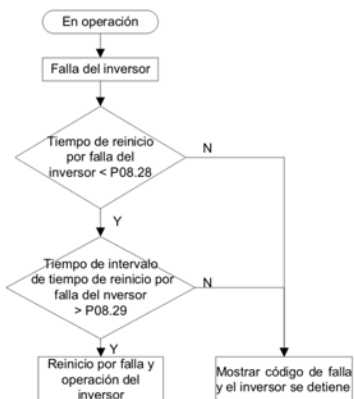 En operación
Falla del inversor
Tiempo de reinicio
por falla del
inversor < P08.28
N
Y
Tiempo de intervalo
de tiempo de reinicio por
falla del nversor
> P08.29
N
Y
Reinicio por falla y
operación del
inversor
Mostrar código de falla
y el inversor se detiene